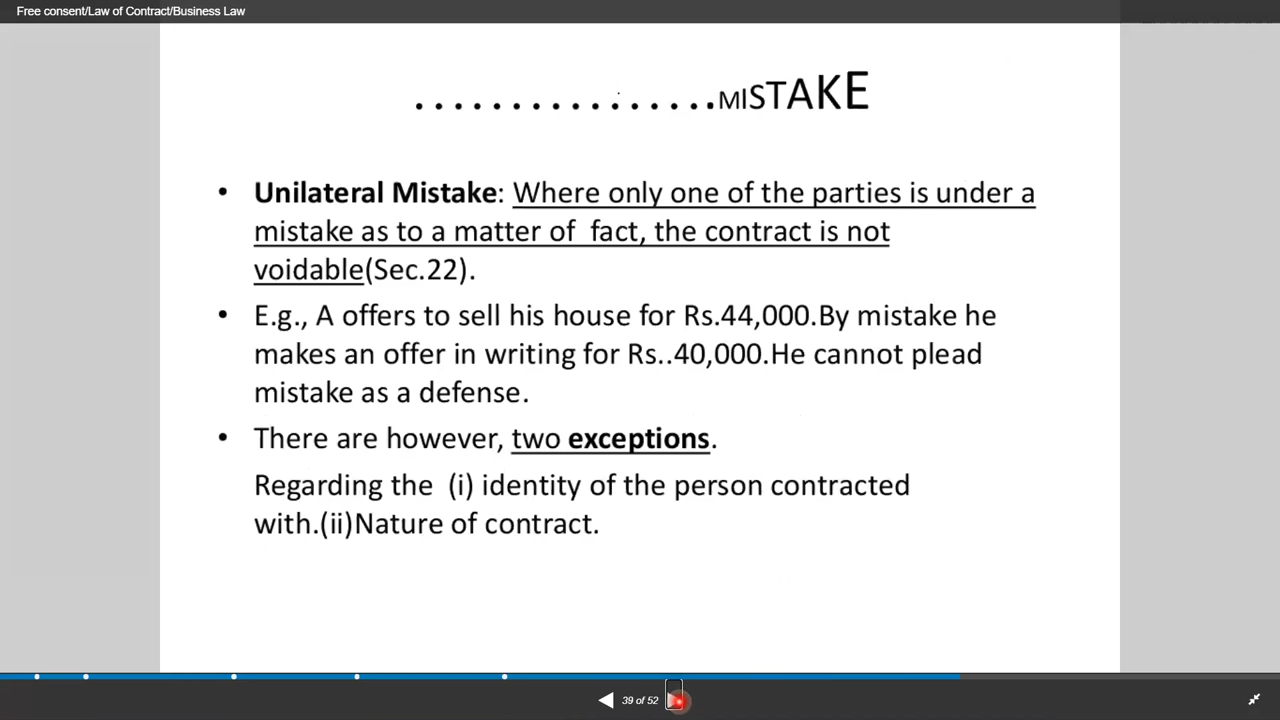 Free consent/Law of Contract/Business Law
................MISTAKE
• Unilateral Mistake: Where only one of the parties is under a
mistake as to a matter of  fact, the contract is not
voidable(Sec.22).
• E.g., A offers to sell his house for Rs.44,000.By mistake he
makes an offer in writing for Rs..40,000.He cannot plead
mistake as a defense.
• There are however, two exceptions.
Regarding the  (i) identity of the person contracted
with.(ii)Nature of contract.
39 of 52